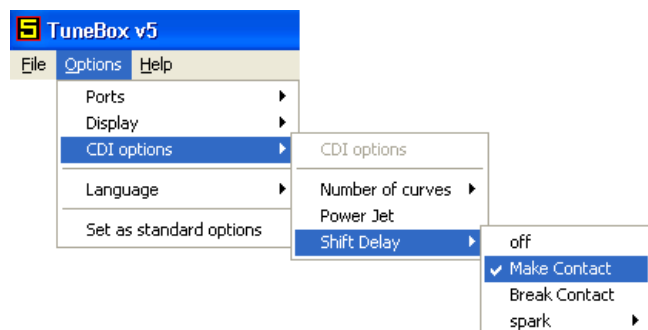 5 TuneBox v5
File Options Help
Ports
Display
CDI options
Language
Set as standard options
CDI options
Number of curves
Power Jet
Shift Delay
off
Make Contact
Break Contact
spark